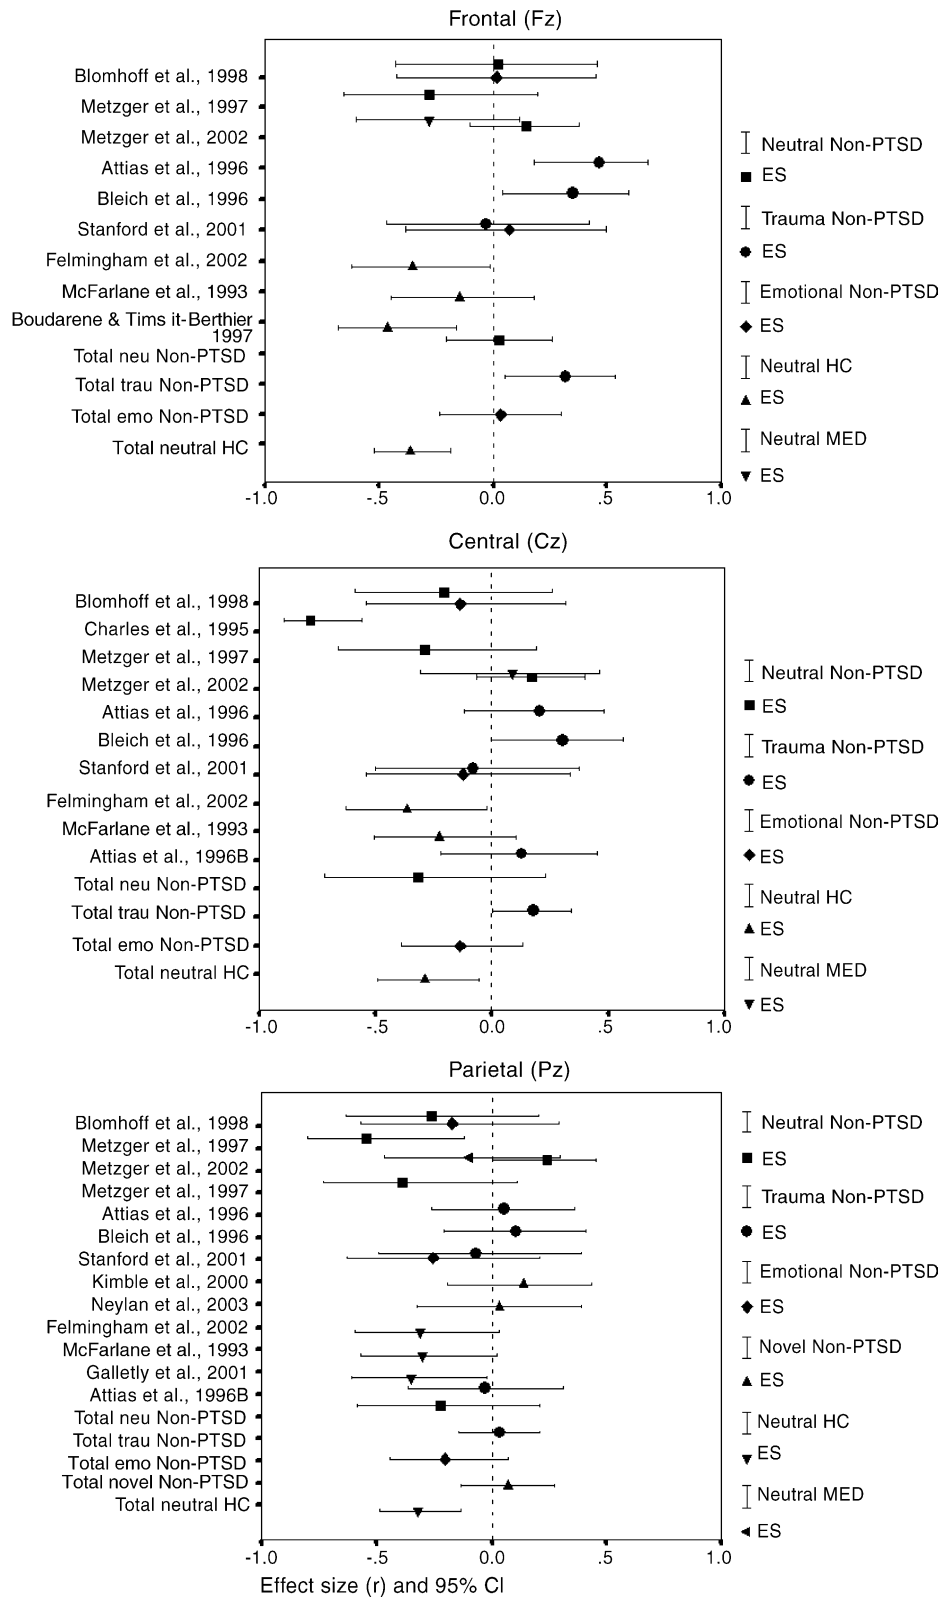 Frontal (Fz)
Blomhoff et al., 1998
Metzger et al., 1997
Metzger et al., 2002
Attias et al., 1996
Bleich et al., 1996
Stanford et al., 2001
Felmingham et al., 2002
McFarlane et al., 1993
Boudarene & Tims it-Berthier
1997
Total neu Non-PTSD
Total trau Non-PTSD
Total emo Non-PTSD
Total neutral HC
-1.0 -.5 0.0 .5 1.0
Neutral Non-PTSD
ES
Trauma Non-PTSD
ES
Emotional Non-PTSD
ES
Neutral HC
ES
Neutral MED
ES
Central (Cz)
Blomhoff et al., 1998
Charles et al., 1995
Metzger et al., 1997
Metzger et al., 2002
Attias et al., 1996
Bleich et al., 1996
Stanford et al., 2001
Felmingham et al., 2002
McFarlane et al., 1993
Attias et al., 1996B
Total neu Non-PTSD
Total trau Non-PTSD
Total emo Non-PTSD
Total neutral HC
-1.0 -.5 0.0 .5 1.0
Neutral Non-PTSD
ES
Trauma Non-PTSD
ES
Emotional Non-PTSD
ES
Neutral HC
ES
Neutral MED
ES
Parietal (Pz)
Blomhoff et al., 1998
Metzger et al., 1997
Metzger et al., 2002
Metzger et al., 1997
Attias et al., 1996
Bleich et al., 1996
Stanford et al., 2001
Kimble et al., 2000
Neylan et al., 2003
Felmingham et al., 2002
McFarlane et al., 1993
Galletly et al., 2001
Attias et al., 1996B
Total neu Non-PTSD
Total trau Non-PTSD
Total emo Non-PTSD
Total novel Non-PTSD
Total neutral HC
-1.0 -.5 0.0 .5 1.0
Effect size (r) and 95% CI
Neutral Non-PTSD
ES
Trauma Non-PTSD
ES
Emotional Non-PTSD
ES
Novel Non-PTSD
ES
Neutral HC
ES
Neutral MED
ES